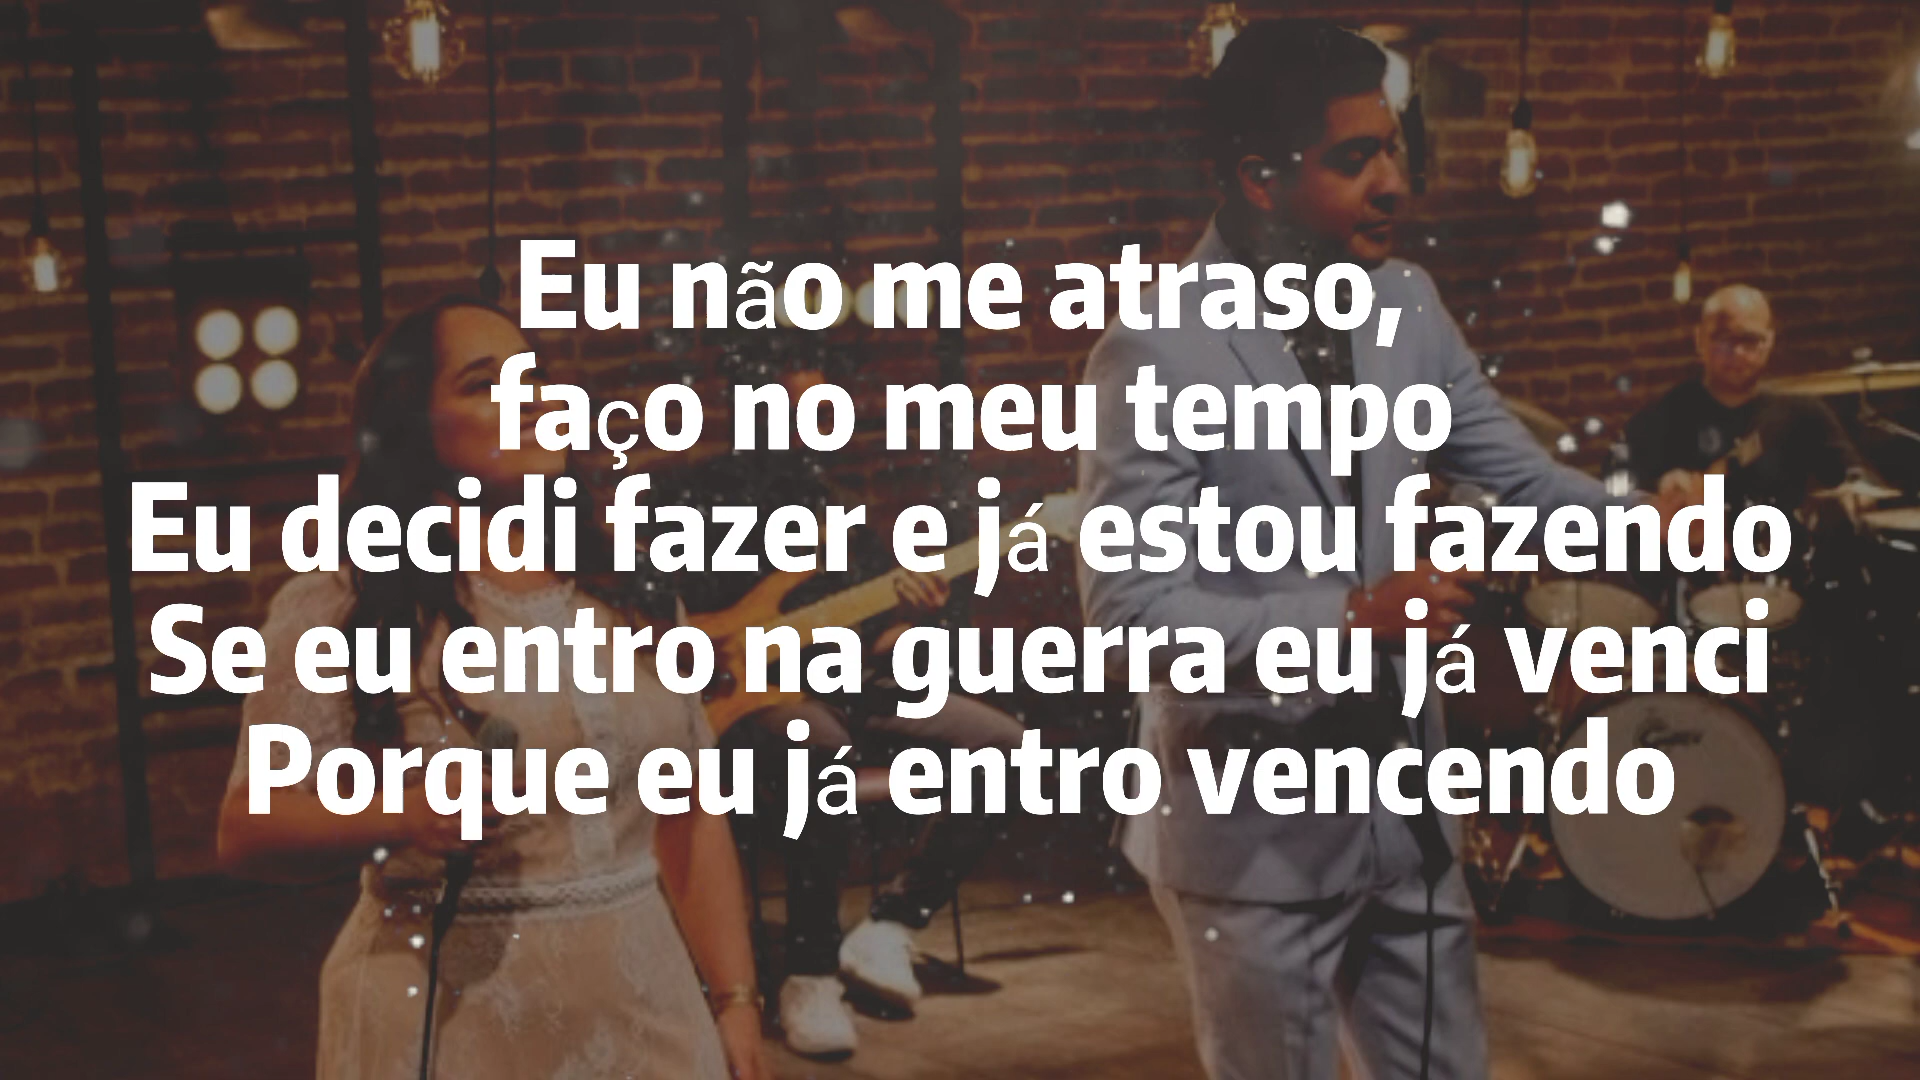 Eu não me atraso,
faço no meu tempo
Eu decidi fazer e já estou fazendo
Se eu entro na guerra eu já venci
Porque eu já entro vencendo